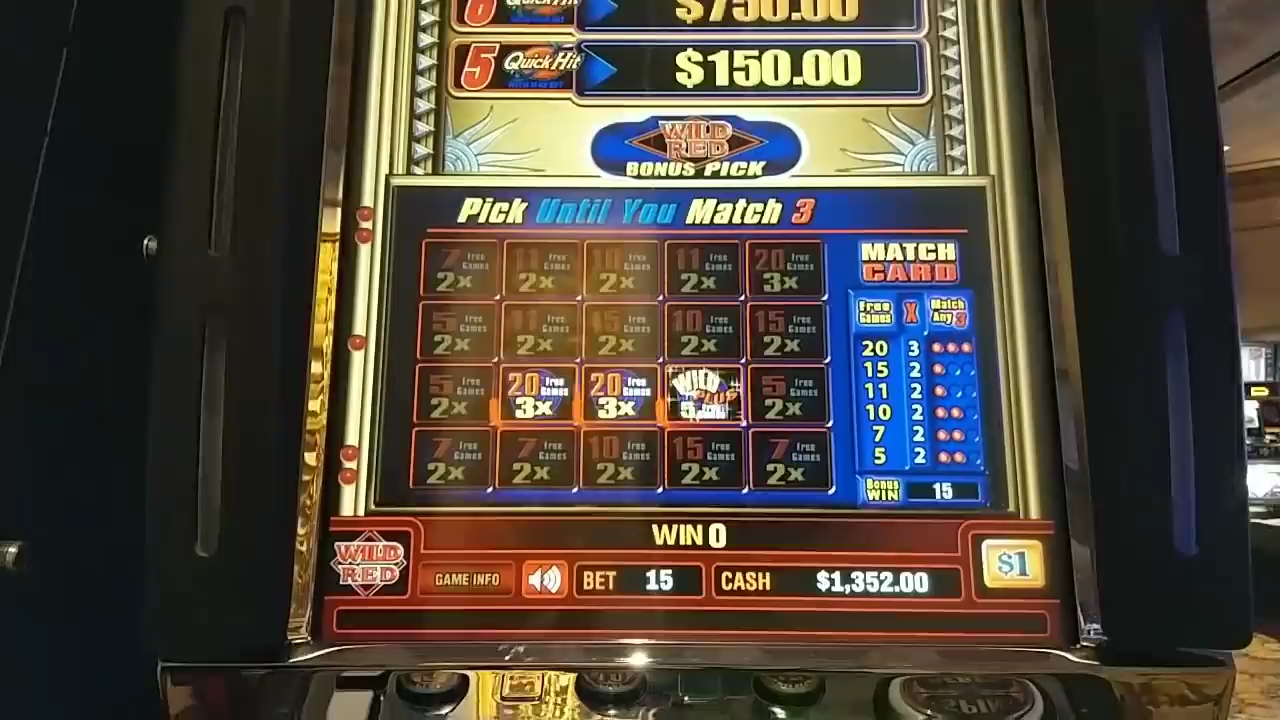 6 Quick Hit $750.00
5 Quick Hit $150.00
WILD
RED
BONUS PICK
Pick Until You Match 3
7 Free Games 2x 11 Free Games 2x 10 Free Games 2x 11 Free Games 2x 20 Free Games 3x
5 Free Games 2x 11 Free Games 2x 15 Free Games 2x 10 Free Games 2x 15 Free Games 2x
5 Free Games 2x 20 Free Games 3x 20 Free Games 3x WILD PLUS 5 5 Free Games 2x
7 Free Games 2x 7 Free Games 2x 10 Free Games 2x 15 Free Games 2x 7 Free Games 2x
MATCH
CARD
Free Games X Match Any 3
20 3
15 2
11 2
10 2
7 2
5 2
Bonus WIN 15
WIN 0
WILD
RED
GAME INFO BET 15 CASH $1,352.00 $1